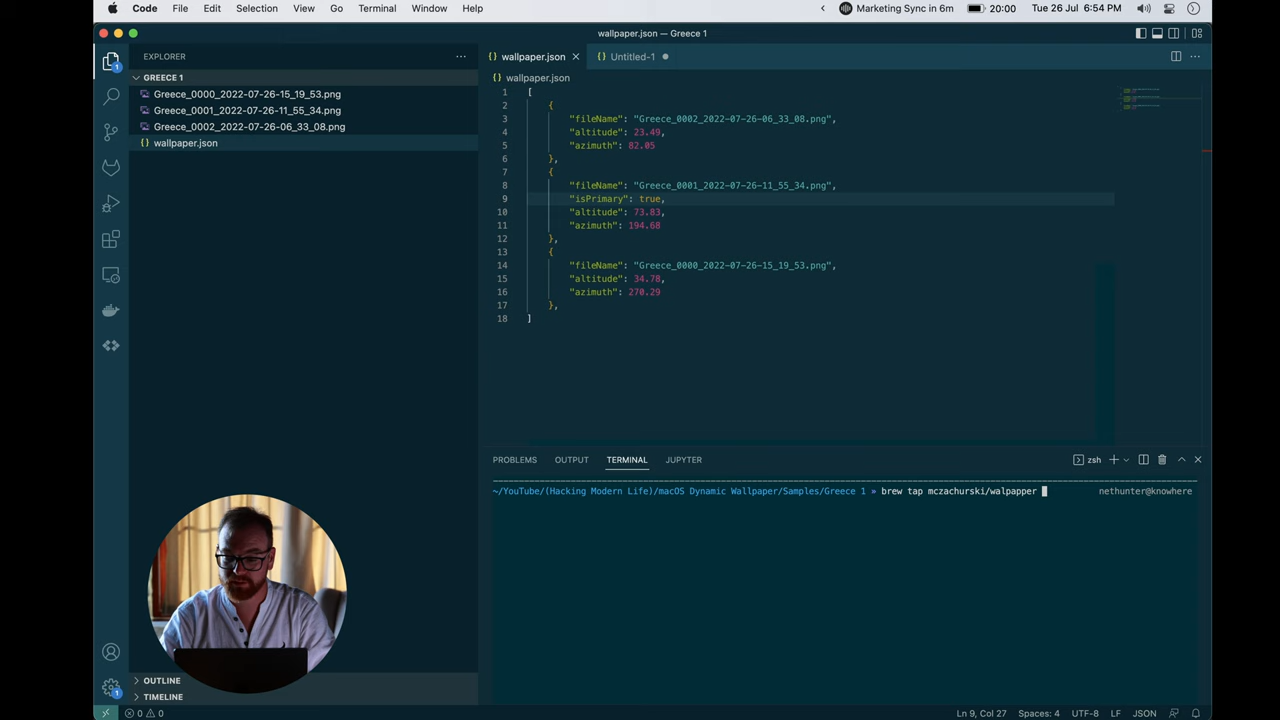 Code File Edit Selection View Go Terminal Window Help Marketing Sync in 6m 20:00 Tue 26 Jul 6:54 PM
wallpaper.json — Greece 1
EXPLORER
GREECE 1
Greece_0000_2022-07-26-15_19_53.png
Greece_0001_2022-07-26-11_55_34.png
Greece_0002_2022-07-26-06_33_08.png
{} wallpaper.json
1
1
OUTLINE
TIMELINE
{} wallpaper.json Untitled-1
{} wallpaper.json
1 [
2 {
3 "fileName": "Greece_0002_2022-07-26-06_33_08.png",
4 "altitude": 23.49,
5 "azimuth": 82.05
6 },
7 {
8 "fileName": "Greece_0001_2022-07-26-11_55_34.png",
9 "isPrimary": true,
10 "altitude": 73.83,
11 "azimuth": 194.68
12 },
13 {
14 "fileName": "Greece_0000_2022-07-26-15_19_53.png",
15 "altitude": 34.78,
16 "azimuth": 270.29
17 },
18 ]
PROBLEMS OUTPUT TERMINAL JUPYTER zsh
~/YouTube/(Hacking Modern Life)/macOS Dynamic Wallpaper/Samples/Greece 1 » brew tap mczachurski/walpapper nethunter@knowhere
0 0 Ln 9, Col 27 Spaces: 4 UTF-8 LF JSON